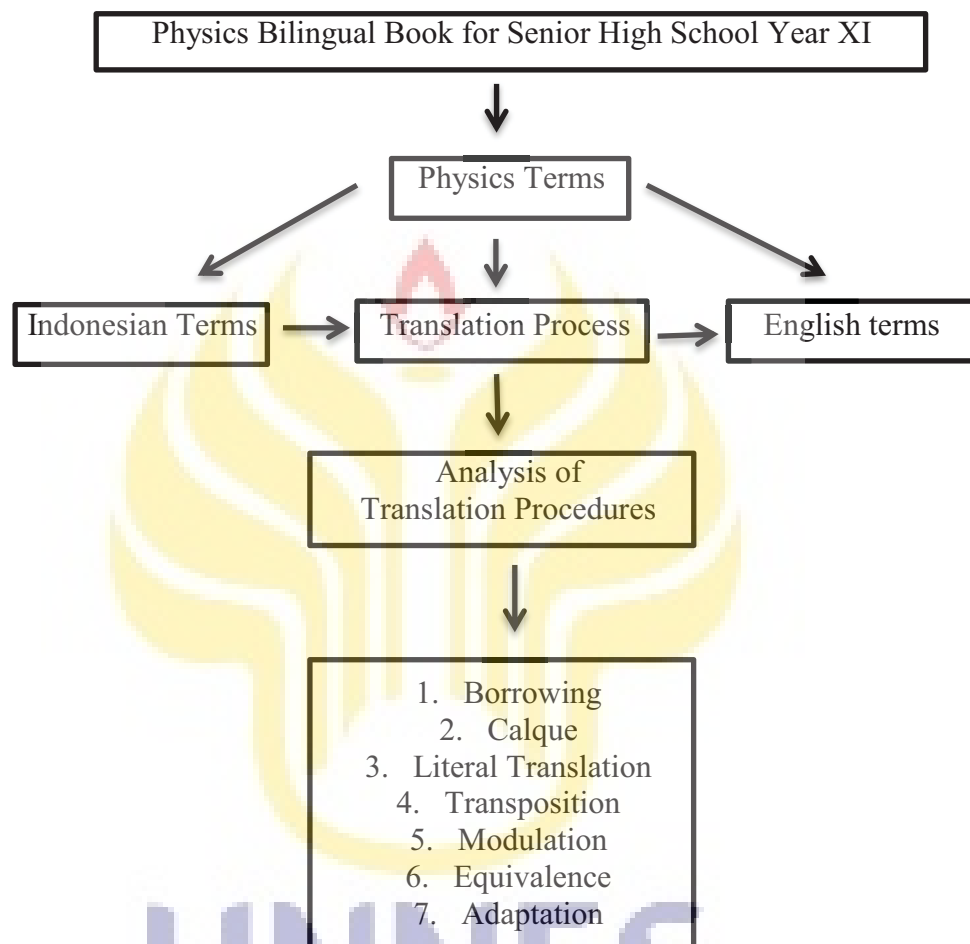 Physics Bilingual Book for Senior High School Year XI
Physics Terms
Indonesian Terms
Translation Process
English terms
Analysis of
Translation Procedures
1. Borrowing
2. Calque
3. Literal Translation
4. Transposition
5. Modulation
6. Equivalence
7. Adaptation
UNNES